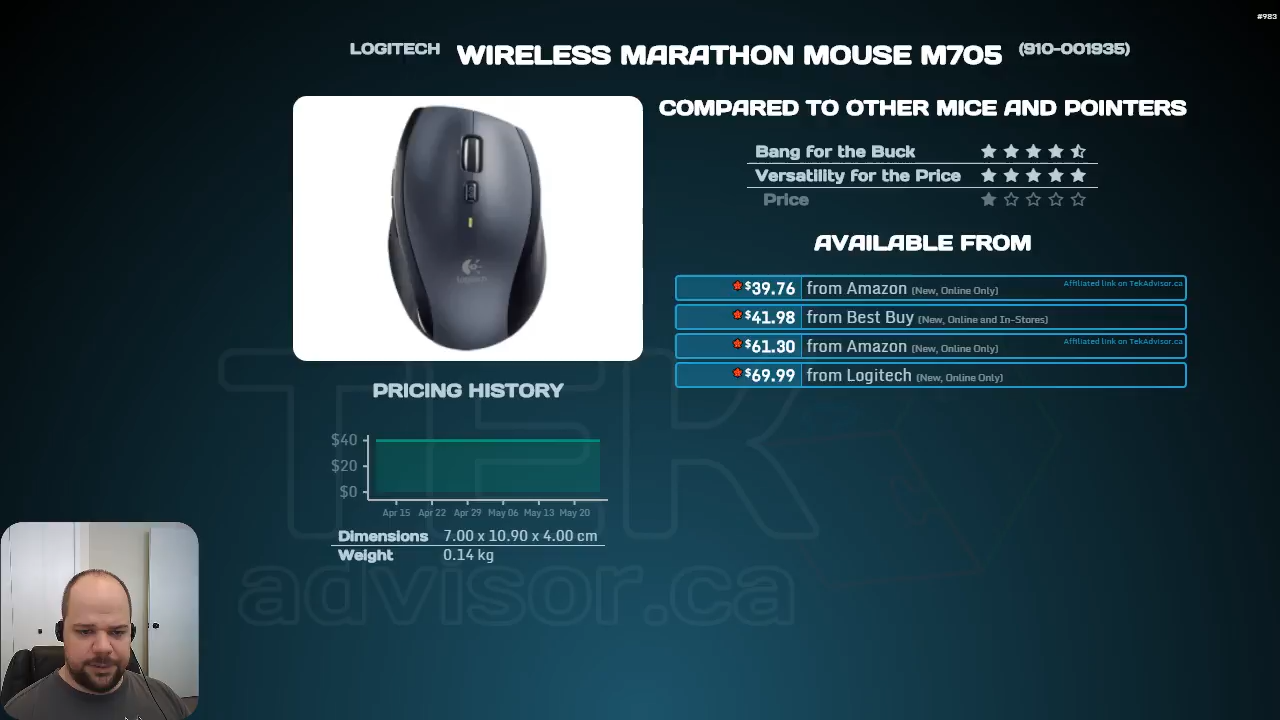 #983
LOGITECH WIRELESS MARATHON MOUSE M705 (910-001935)
COMPARED TO OTHER MICE AND POINTERS
Bang for the Buck
Versatility for the Price
Price
AVAILABLE FROM
$39.76 from Amazon (New, Online Only) Affiliated link on TekAdvisor.ca
$41.98 from Best Buy (New, Online and In-Stores)
$61.30 from Amazon (New, Online Only) Affiliated link on TekAdvisor.ca
$69.99 from Logitech (New, Online Only)
Logitech
PRICING HISTORY
$40
$20
$0
Apr 15 Apr 22 Apr 29 May 06 May 13 May 20
Dimensions 7.00 x 10.90 x 4.00 cm
Weight 0.14 kg
TEK
advisor.ca